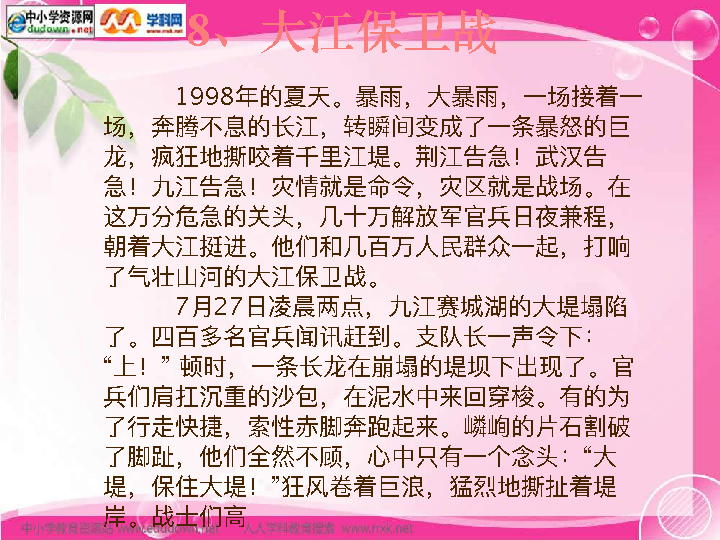 中小学资源网
dudown.net
学科网
www.nxk.net
8、大江保卫战
1998年的夏天。暴雨，大暴雨，一场接着一
场，奔腾不息的长江，转瞬间变成了一条暴怒的巨
龙，疯狂地撕咬着千里江堤。荆江告急！武汉告
急！九江告急！灾情就是命令，灾区就是战场。在
这万分危急的关头，几十万解放军官兵日夜兼程，
朝着大江挺进。他们和几百万人民群众一起，打响
了气壮山河的大江保卫战。
7月27日凌晨两点，九江赛城湖的大堤塌陷
了。四百多名官兵闻讯赶到。支队长一声令下：
“上！” 顿时，一条长龙在崩塌的堤坝下出现了。官
兵们肩扛沉重的沙包，在泥水中来回穿梭。有的为
了行走快捷，索性赤脚奔跑起来。嶙峋的片石割破
了脚趾，他们全然不顾，心中只有一个念头：“大
堤，保住大堤！”狂风卷着巨浪，猛烈地撕扯着堤
岸。战士们高
中小学教育资源站 www.edudown.net 人人学科教育搜索 www.nxk.net